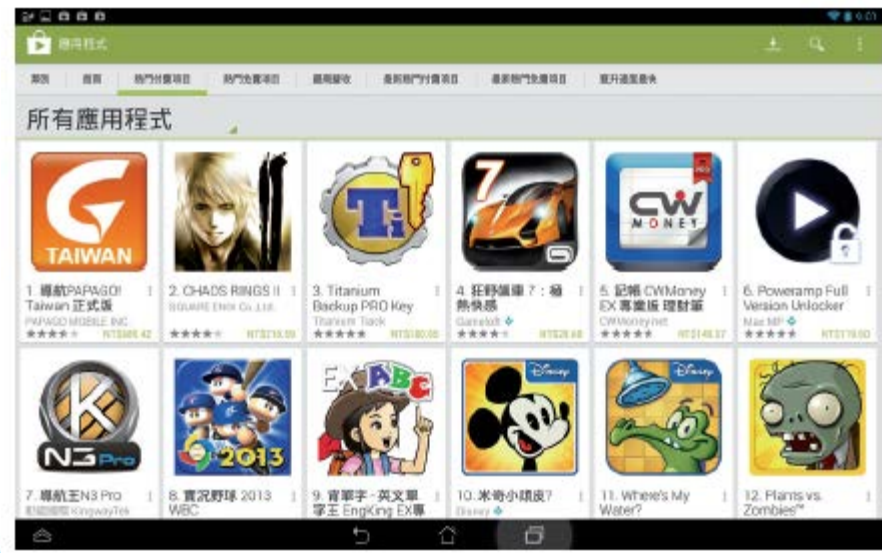 應用程式
類別 首頁 熱門付費項目 熱門免費項目 最新熱門付費項目 最新熱門免費項目
所有應用程式
TAIWAN
7
CW
MONEY
1. 導航PAPAGO! Taiwan 正式版
PAPAGO MOBILE INC.
2. CHAOS RINGS II
SQUARE ENIX Co.,Ltd.
3. Titanium Backup PRO Key
Titanium Track
4. 狂野飆車 7：極熱快感
Gameloft
5. 記帳 CWMoney EX 專業版 理財筆
CWMoney.net
6. Poweramp Full Version Unlocker
Max MP
N3 Pro
2013
EX ABC
Disney
Disney
7. 導航王N3 Pro
KingwayTek
8. 實況野球 2013 WBC
9. 背單字 - 英文單字王 EngKing EX專
10. 米奇小頑皮?
Disney
11. Where's My Water?
12. Plants vs. Zombies™